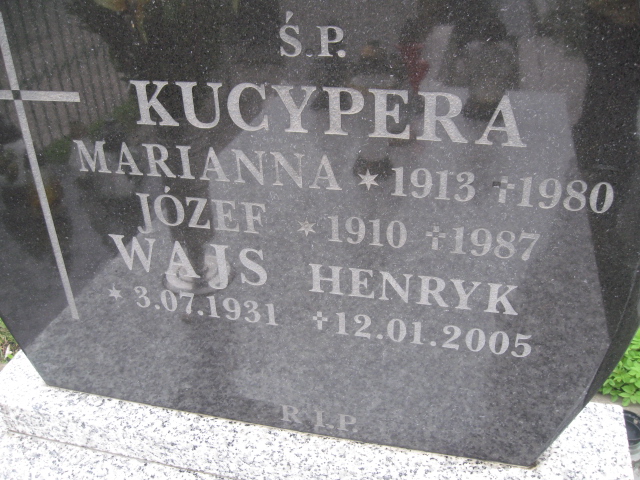 Ś.P.
KUCYPERA
MARIANNA * 1913 † 1980
JÓZEF * 1910 † 1987
WAJS HENRYK
* 3.07.1931 † 12.01.2005
R.I.P.